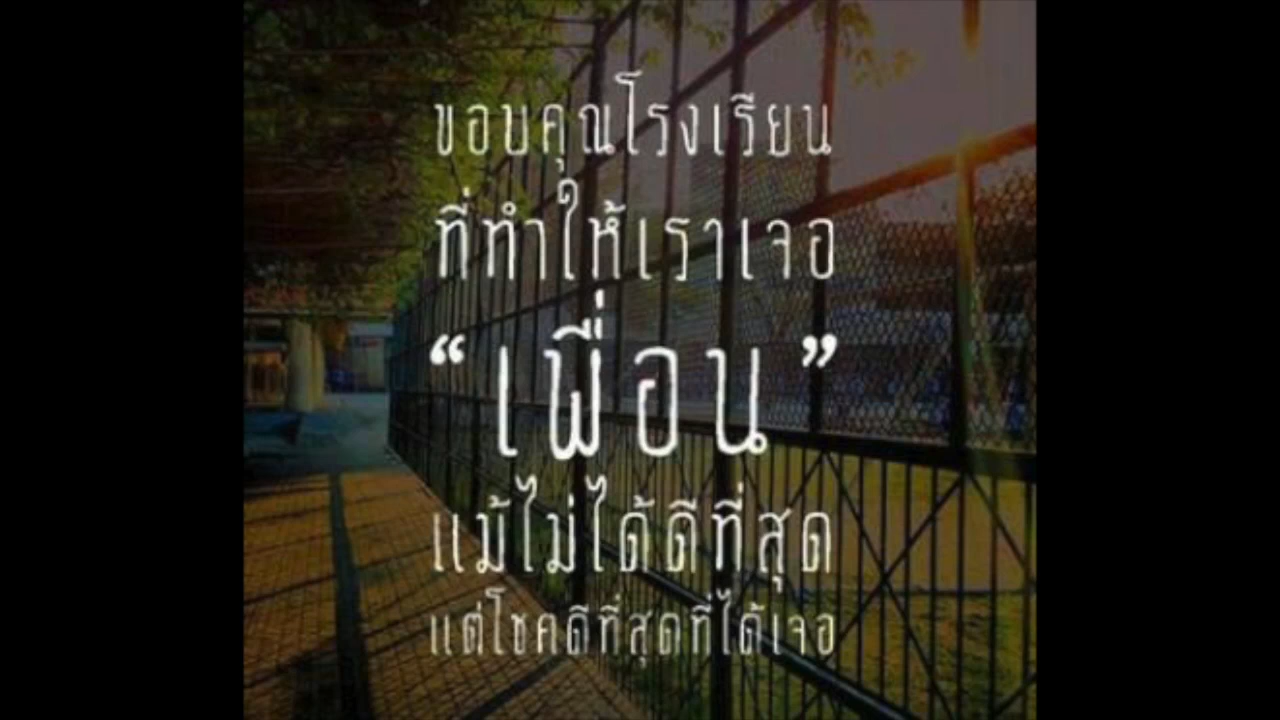 ขอบคุณโรงเรียน
ที่ทำให้เราเจอ
“เพื่อน”
แม้ไม่ได้ดีที่สุด
แต่โชคดีที่สุดที่ได้เจอ